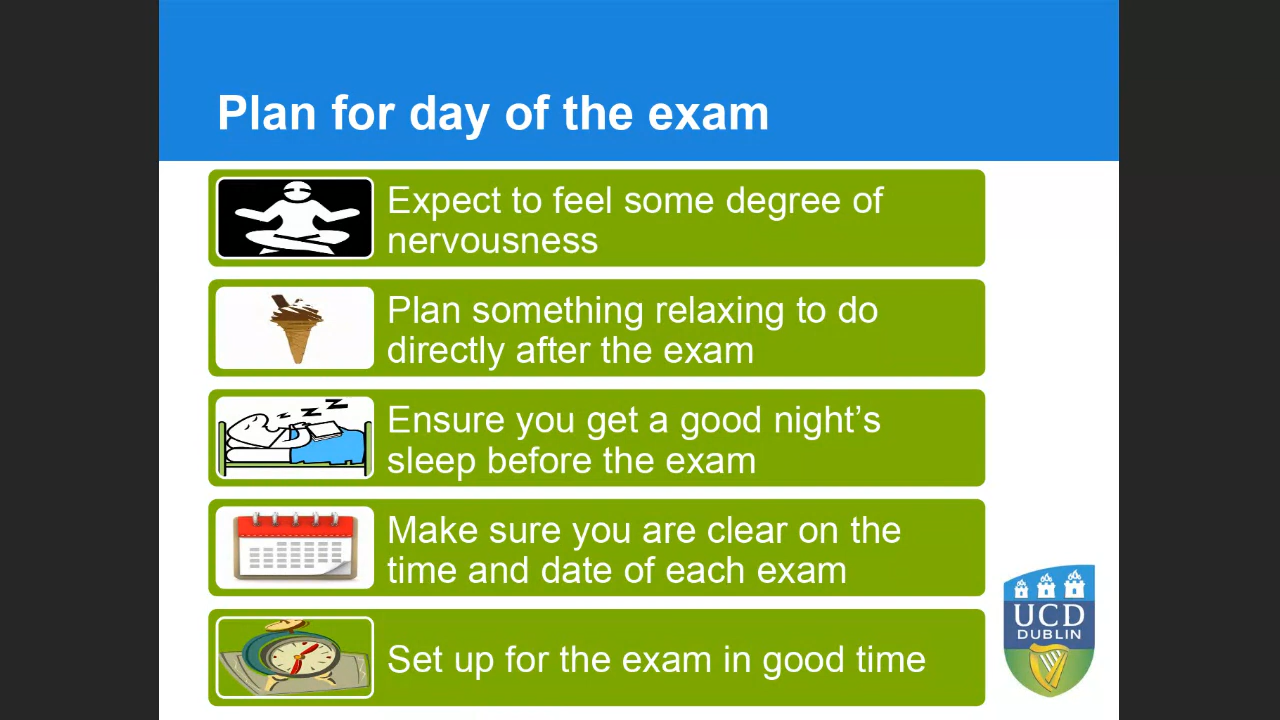 Plan for day of the exam
Expect to feel some degree of
nervousness
Plan something relaxing to do
directly after the exam
Ensure you get a good night’s
sleep before the exam
z z z
Make sure you are clear on the
time and date of each exam
Set up for the exam in good time
UCD
DUBLIN